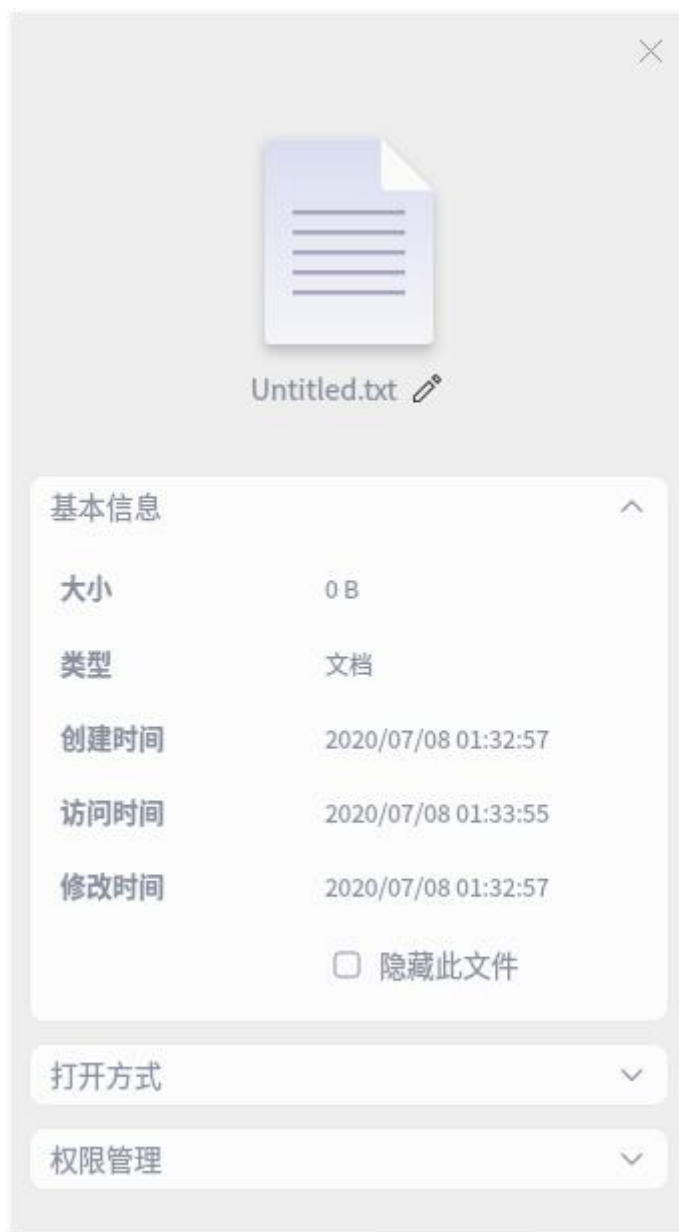 Untitled.txt
基本信息
大小 0 B
类型 文档
创建时间 2020/07/08 01:32:57
访问时间 2020/07/08 01:33:55
修改时间 2020/07/08 01:32:57
隐藏此文件
打开方式
权限管理